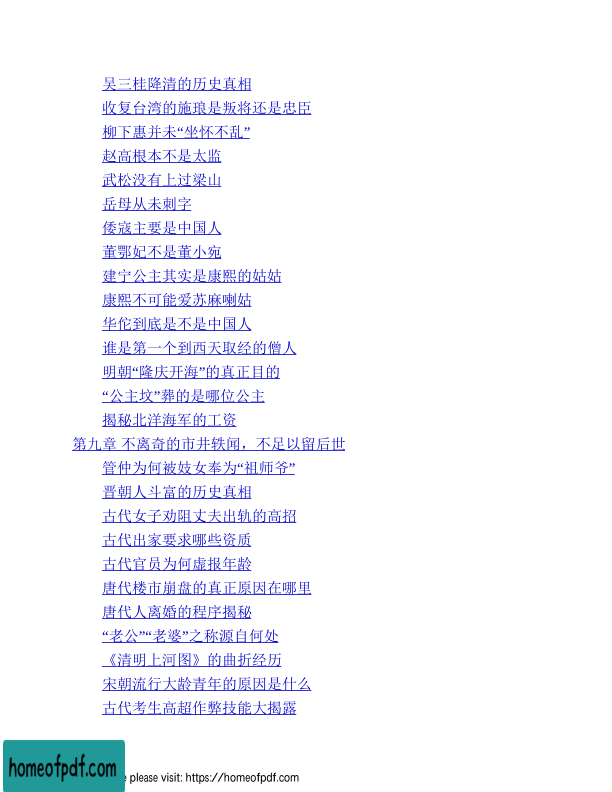 吴三桂降清的历史真相
收复台湾的施琅是叛将还是忠臣
柳下惠并未“坐怀不乱”
赵高根本不是太监
武松没有上过梁山
岳母从未刺字
倭寇主要是中国人
董鄂妃不是董小宛
建宁公主其实是康熙的姑姑
康熙不可能爱苏麻喇姑
华佗到底是不是中国人
谁是第一个到西天取经的僧人
明朝“隆庆开海”的真正目的
“公主坟”葬的是哪位公主
揭秘北洋海军的工资
第九章 不离奇的市井轶闻，不足以留后世
管仲为何被妓女奉为“祖师爷”
晋朝人斗富的历史真相
古代女子劝阻丈夫出轨的高招
古代出家要求哪些资质
古代官员为何虚报年龄
唐代楼市崩盘的真正原因在哪里
唐代人离婚的程序揭秘
“老公”“老婆”之称源自何处
《清明上河图》的曲折经历
宋朝流行大龄青年的原因是什么
古代考生高超作弊技能大揭露
homeofpdf.com
e please visit: https://homeofpdf.com